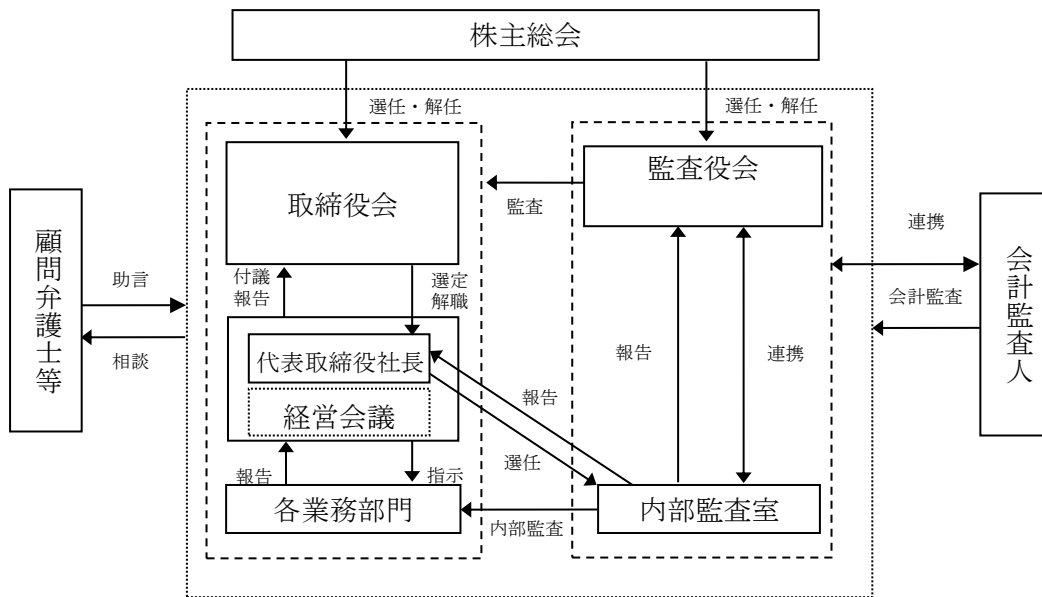 株主総会
選任・解任
選任・解任
取締役会
監査役会
監査
顧問弁護士等
助言
相談
付議
報告
選定
解職
代表取締役社長
経営会議
報告
指示
各業務部門
報告
選任
内部監査
報告
連携
内部監査室
連携
会計監査
会計監査人